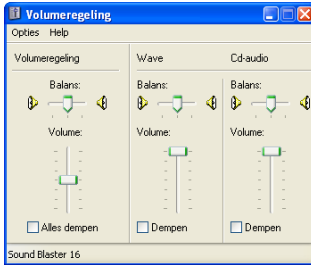 Volumeregeling
Opties Help
Volumeregeling Wave Cd-audio
Balans: Balans: Balans:
Volume: Volume: Volume:
Alles dempen Dempen Dempen
Sound Blaster 16